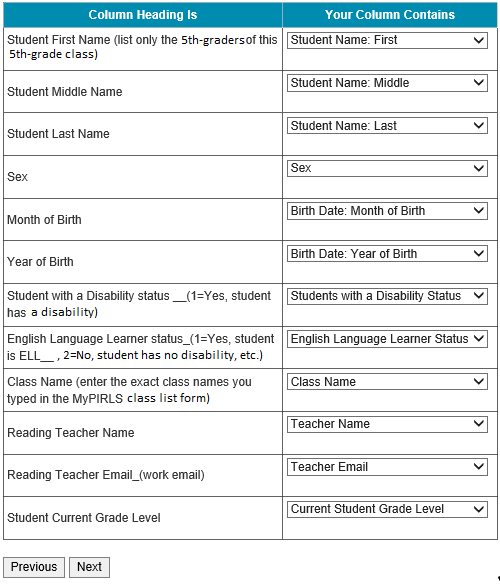 Column Heading Is Your Column Contains
Student First Name (list only the 5th-gradersof this Student Name: First
5th-grade class)
Student Middle Name Student Name: Middle
Student Last Name Student Name: Last
Sex Sex
Month of Birth Birth Date: Month of Birth
Year of Birth Birth Date: Year of Birth
Student with a Disability status __(1=Yes, student Students with a Disability Status
has a disability)
English Language Learner status_(1=Yes, student English Language Learner Status
is ELL__ , 2=No, student has no disability, etc.)
Class Name (enter the exact class names you Class Name
typed in the MyPIRLS class list form)
Reading Teacher Name Teacher Name
Reading Teacher Email_(work email) Teacher Email
Student Current Grade Level Current Student Grade Level
Previous Next